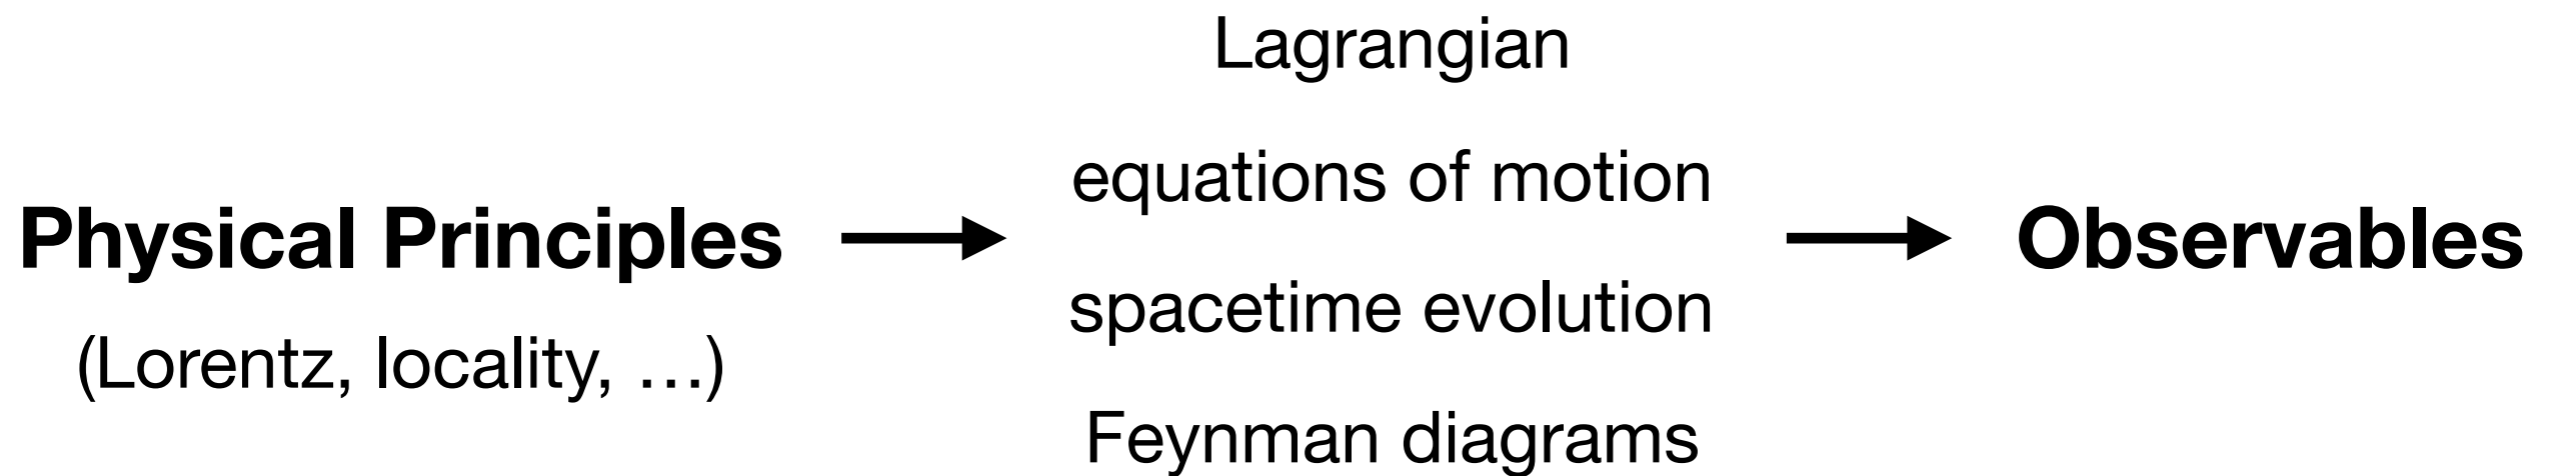 Physical Principles
(Lorentz, locality, …)
Lagrangian
equations of motion
spacetime evolution
Feynman diagrams
Observables